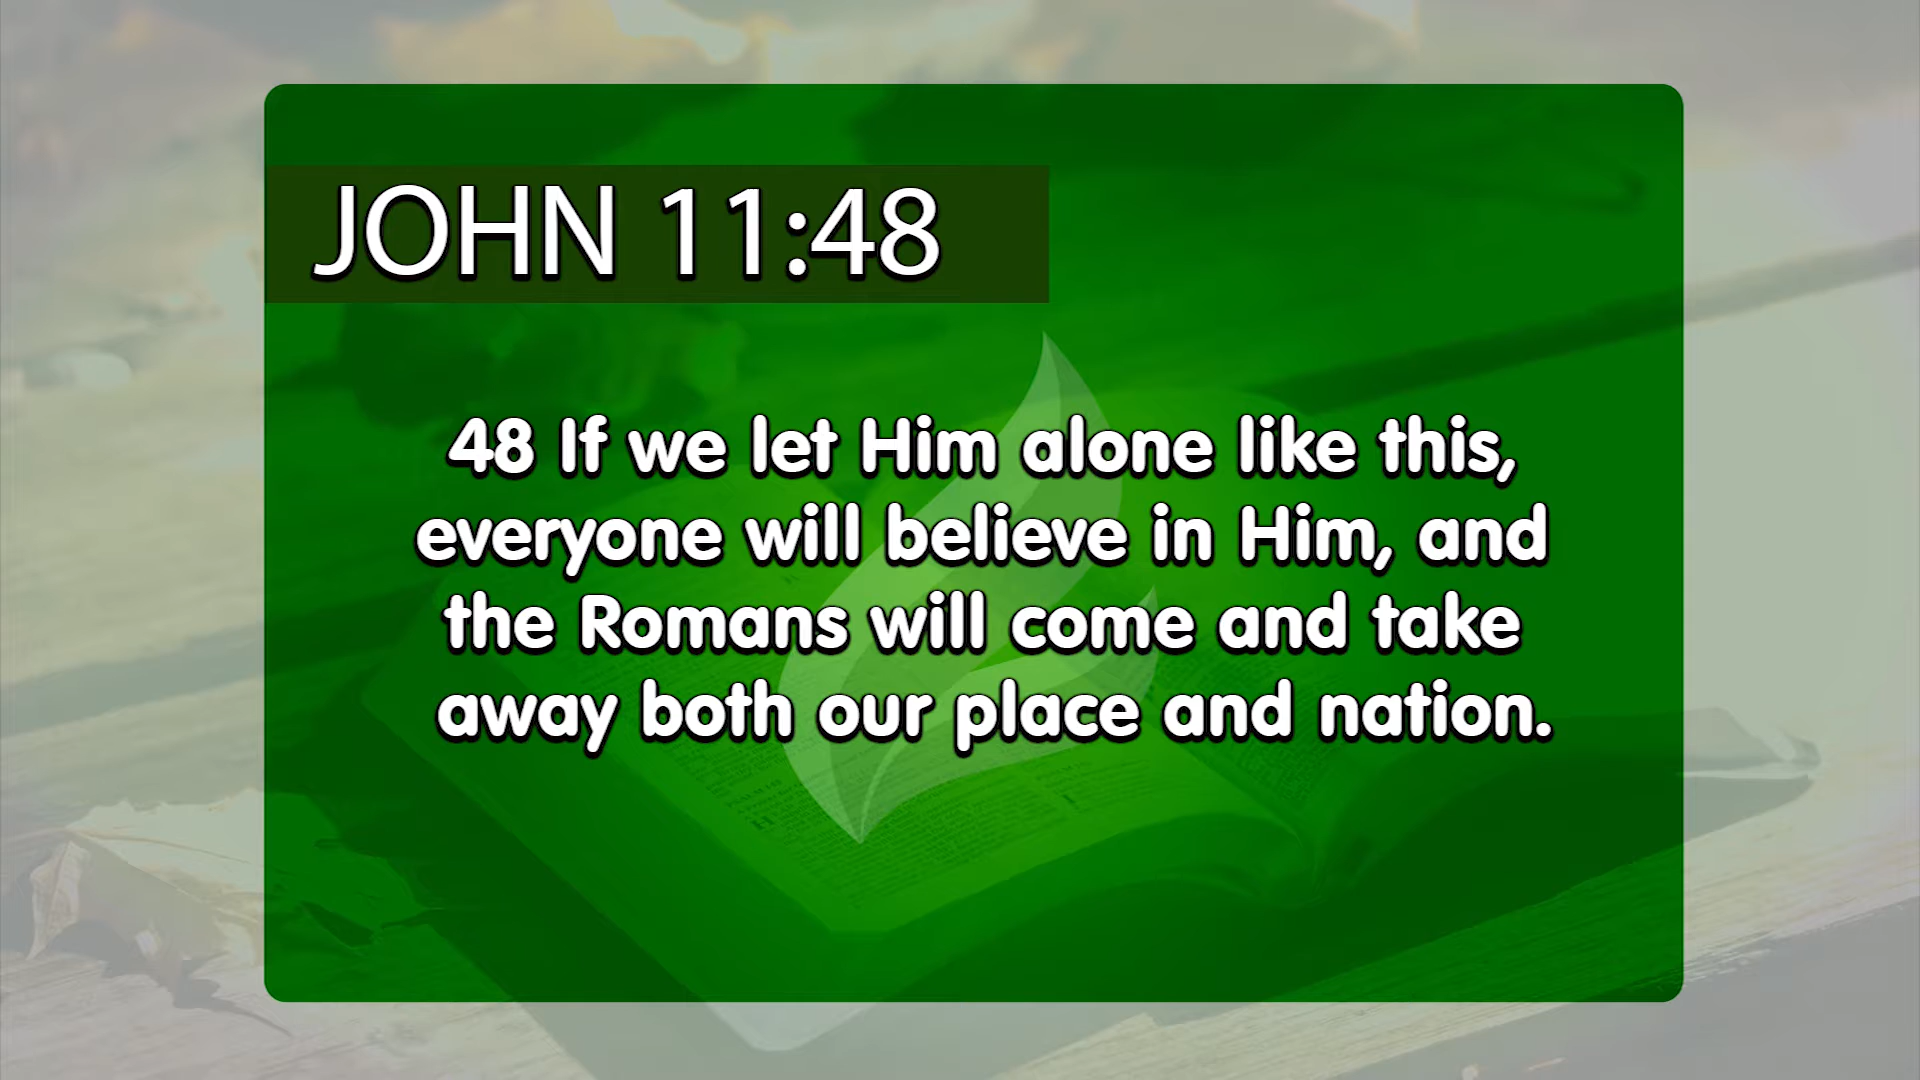 JOHN 11:48
48 If we let Him alone like this,
everyone will believe in Him, and
the Romans will come and take
away both our place and nation.